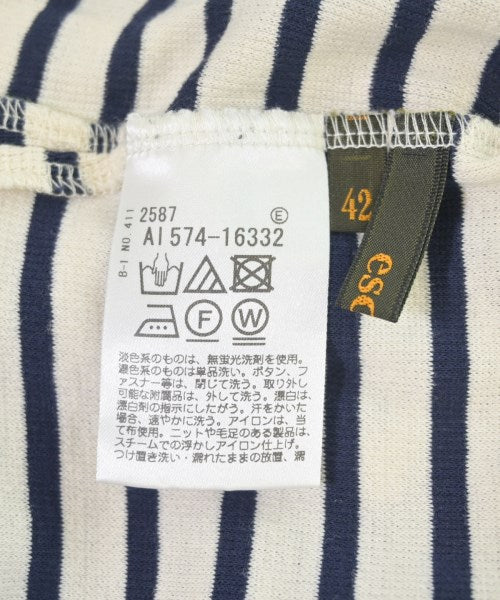 2587 Ⓔ
AI 574-16332
B-1 NO.411
F W
淡色系のものは、無蛍光洗剤を使用。
濃色系のものは単品洗い。ボタン、フ
ァスナー等は、閉じて洗う。取り外し
可能な附属品は、外して洗う。漂白は、
漂白剤の指示にしたがう。汗をかいた
場合、速やかに洗う。アイロンは、当
て布使用。ニットや毛足のある製品は、
スチームでの浮かしアイロン仕上げ。
つけ置き洗い・濡れたままの放置、厳
42
esc